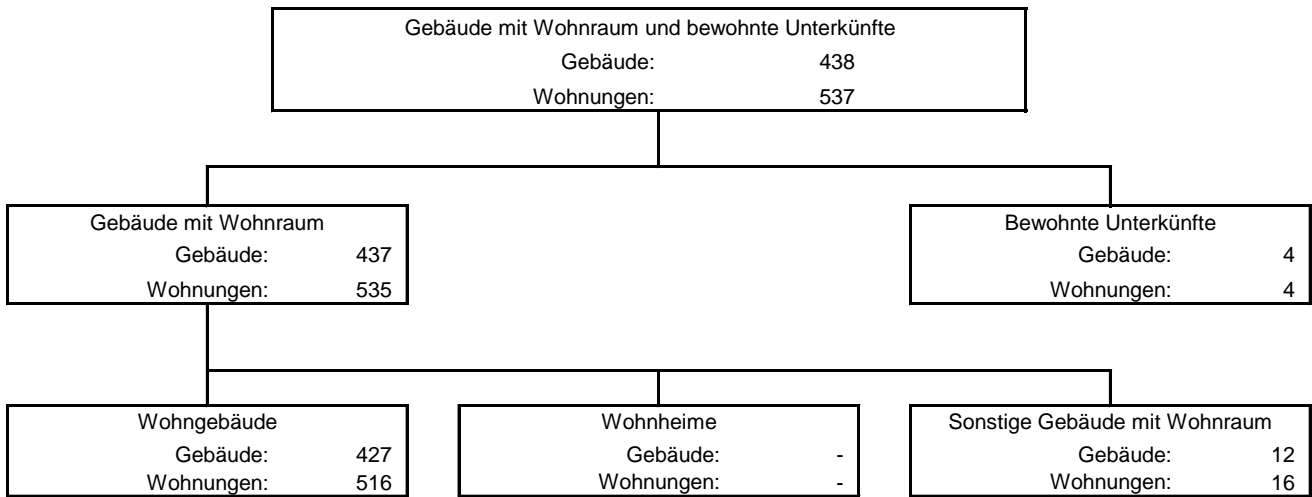 Gebäude mit Wohnraum und bewohnte Unterkünfte
Gebäude: 438
Wohnungen: 537
Gebäude mit Wohnraum
Gebäude: 437
Wohnungen: 535
Bewohnte Unterkünfte
Gebäude: 4
Wohnungen: 4
Wohngebäude
Gebäude: 427
Wohnungen: 516
Wohnheime
Gebäude: -
Wohnungen: -
Sonstige Gebäude mit Wohnraum
Gebäude: 12
Wohnungen: 16